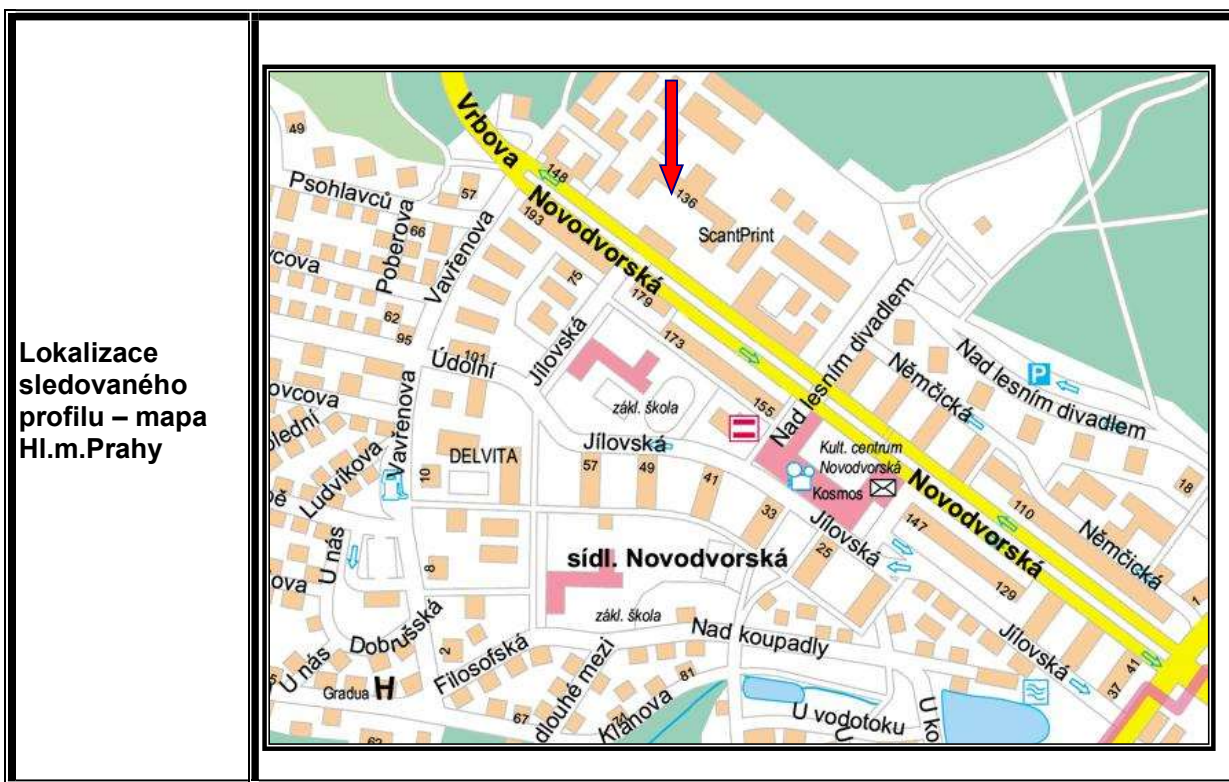 Lokalizace
sledovaného
profilu – mapa
Hl.m.Prahy
Vrbova
49
148
136
Psohlavců
57
Novodvorská
193
ScantPrint
Poberova
66
Vavřenova
vcova
75
179
62
95
173
Údolní
101
Jílovská
Nad lesním divadlem
Němčická
Nad lesním divadlem
P
ovcova
zákl. škola
155
lední
Ludvíkova
Vavřenova
10
DELVITA
Jílovská
57
49
41
Kult. centrum
Novodvorská
Kosmos
18
33
147
Novodvorská
110
U nás
Jílovská
25
Němčická
ova
8
sídl. Novodvorská
129
1
zákl. škola
Dobrušská
2
Filosofská
Nad koupadly
Jílovská
41
37
U nás
Gradua
H
67
dlouhé mezi
74
Křanova
81
U vodotoku
U ko